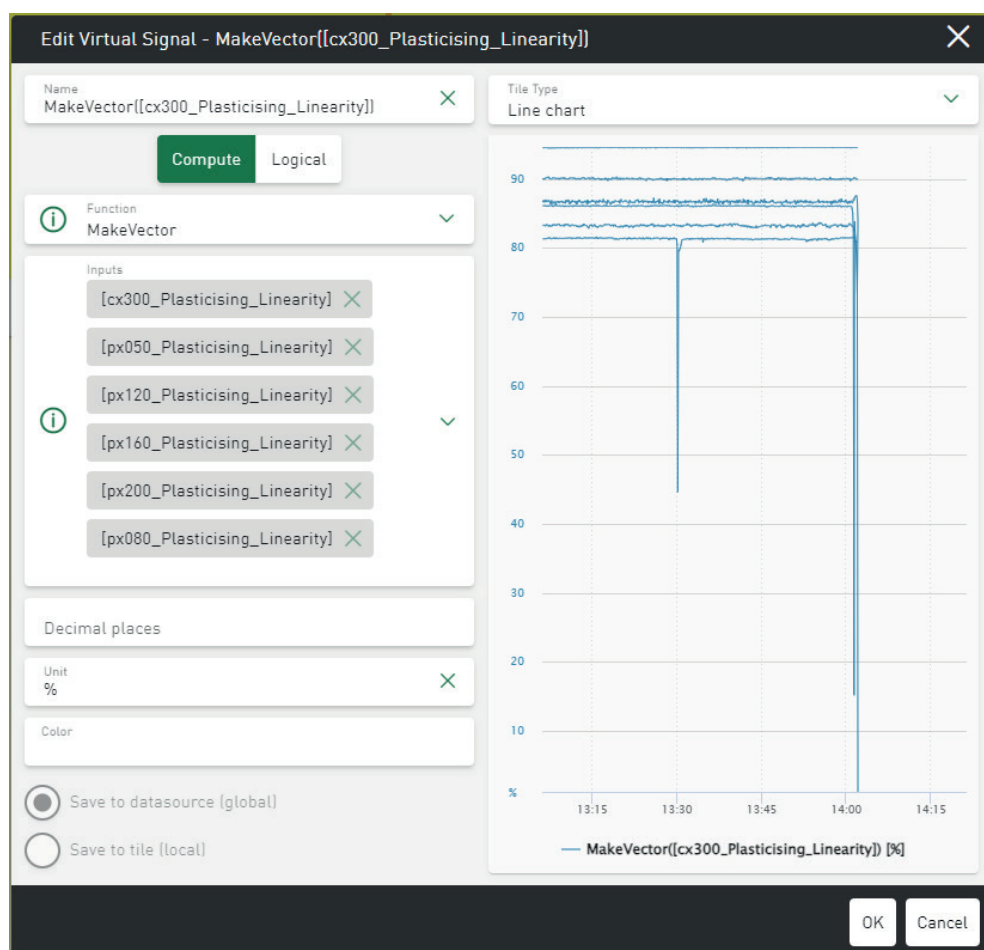 Edit Virtual Signal - MakeVector([cx300_Plasticising_Linearity])
Name
MakeVector([cx300_Plasticising_Linearity])
Compute
Logical
Function
MakeVector
Inputs
[cx300_Plasticising_Linearity]
[px050_Plasticising_Linearity]
[px120_Plasticising_Linearity]
[px160_Plasticising_Linearity]
[px200_Plasticising_Linearity]
[px080_Plasticising_Linearity]
Decimal places
Unit
%
Color
Save to datasource (global)
Save to tile (local)
Tile Type
Line chart
90
80
70
60
50
40
30
20
10
%
13:15 13:30 13:45 14:00 14:15
MakeVector([cx300_Plasticising_Linearity]) [%]
OK
Cancel